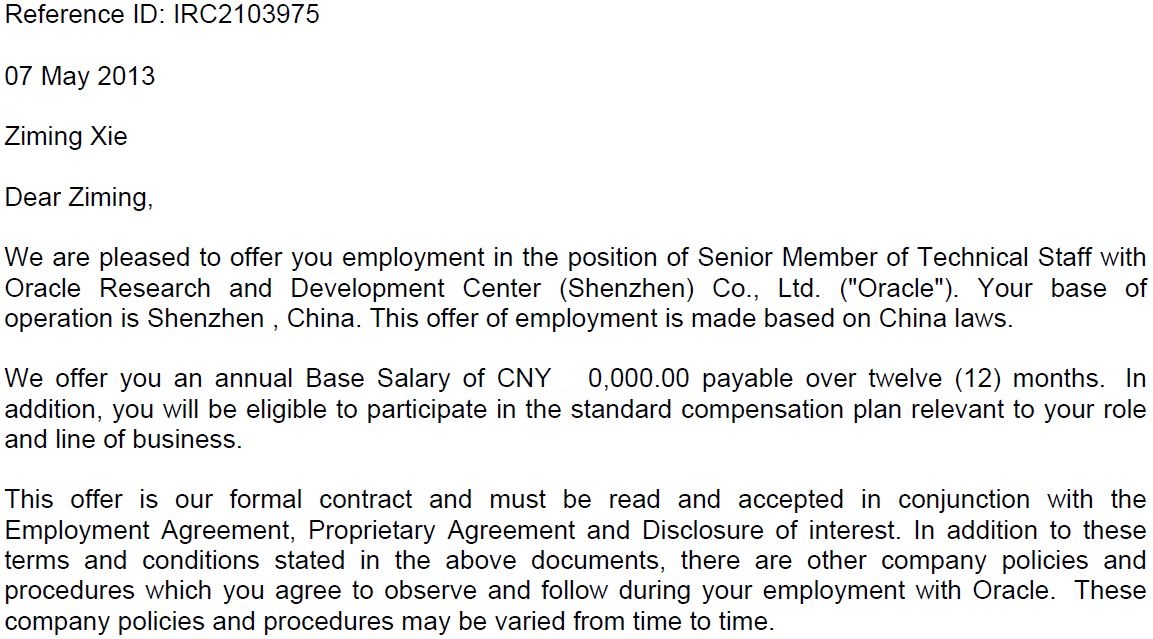 Reference ID: IRC2103975
07 May 2013
Ziming Xie
Dear Ziming,
We are pleased to offer you employment in the position of Senior Member of Technical Staff with
Oracle Research and Development Center (Shenzhen) Co., Ltd. ("Oracle"). Your base of
operation is Shenzhen , China. This offer of employment is made based on China laws.
We offer you an annual Base Salary of CNY 0,000.00 payable over twelve (12) months. In
addition, you will be eligible to participate in the standard compensation plan relevant to your role
and line of business.
This offer is our formal contract and must be read and accepted in conjunction with the
Employment Agreement, Proprietary Agreement and Disclosure of interest. In addition to these
terms and conditions stated in the above documents, there are other company policies and
procedures which you agree to observe and follow during your employment with Oracle. These
company policies and procedures may be varied from time to time.